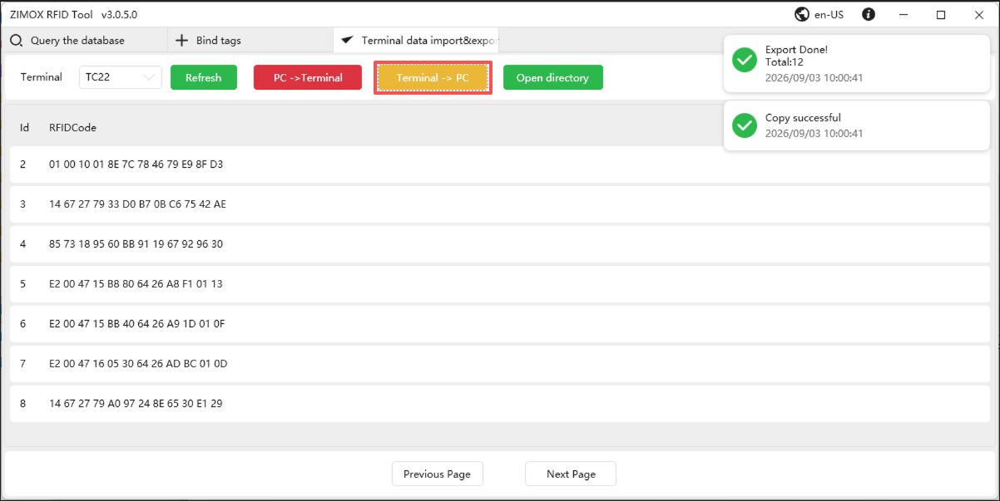 ZIMOX RFID Tool v3.0.5.0 en-US
Query the database Bind tags Terminal data import&expor
Export Done!
Total:12
2026/09/03 10:00:41
Copy successful
2026/09/03 10:00:41
Terminal TC22 Refresh PC ->Terminal Terminal -> PC Open directory
Id RFIDCode
2 01 00 10 01 8E 7C 78 46 79 E9 8F D3
3 14 67 27 79 33 D0 B7 0B C6 75 42 AE
4 85 73 18 95 60 BB 91 19 67 92 96 30
5 E2 00 47 15 B8 80 64 26 A8 F1 01 13
6 E2 00 47 15 BB 40 64 26 A9 1D 01 0F
7 E2 00 47 16 05 30 64 26 AD BC 01 0D
8 14 67 27 79 A0 97 24 8E 65 30 E1 29
Previous Page Next Page